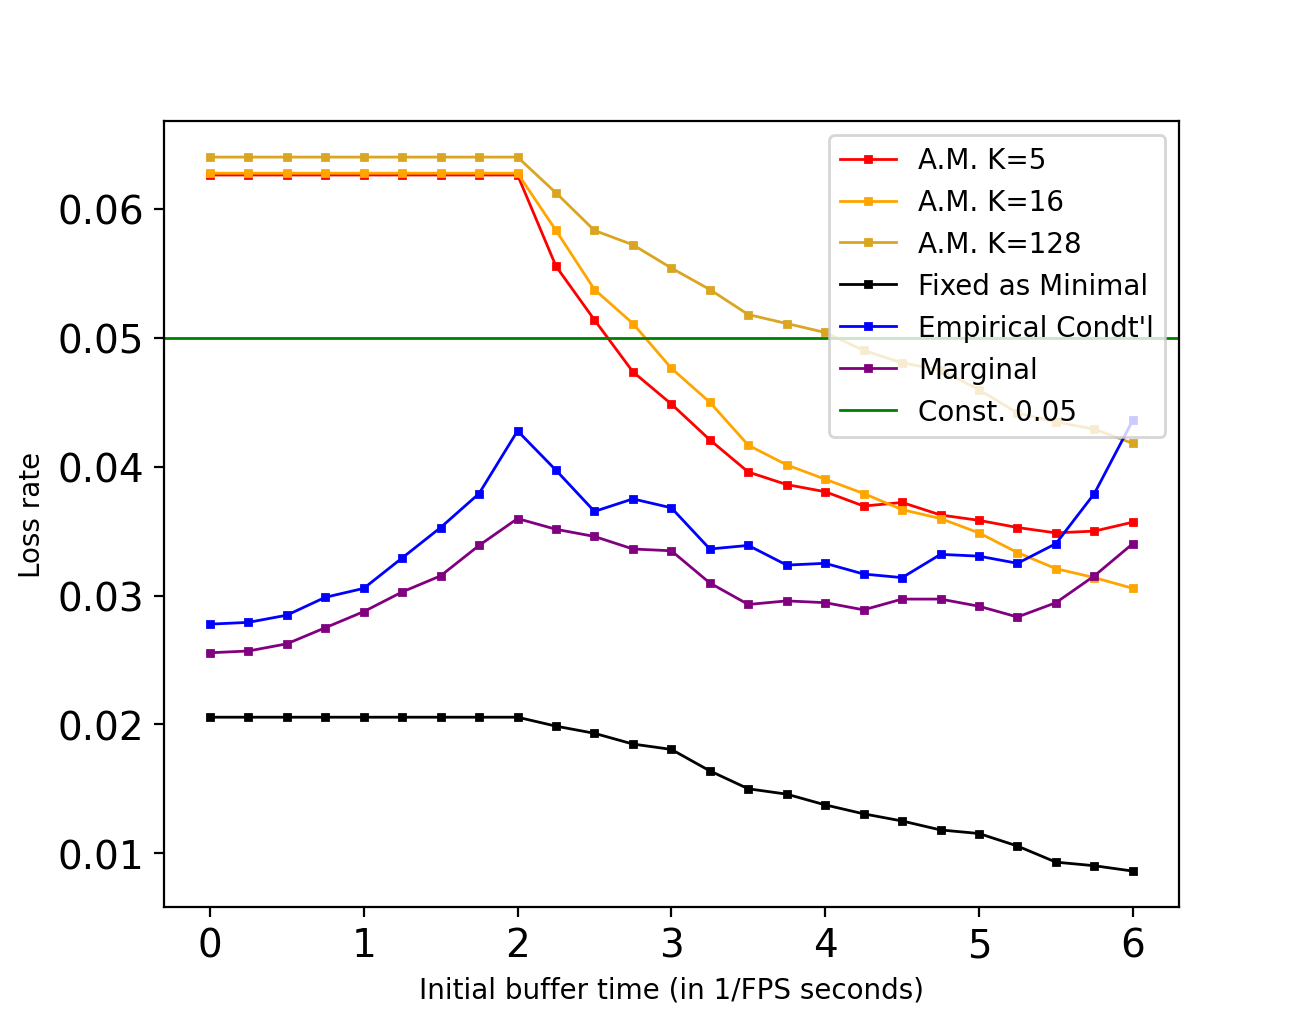 A.M. K=5
A.M. K=16
A.M. K=128
Fixed as Minimal
Empirical Condt'l
Marginal
Const. 0.05
0.06
0.05
0.04
0.03
0.02
0.01
Loss rate
0 1 2 3 4 5 6
Initial buffer time (in 1/FPS seconds)